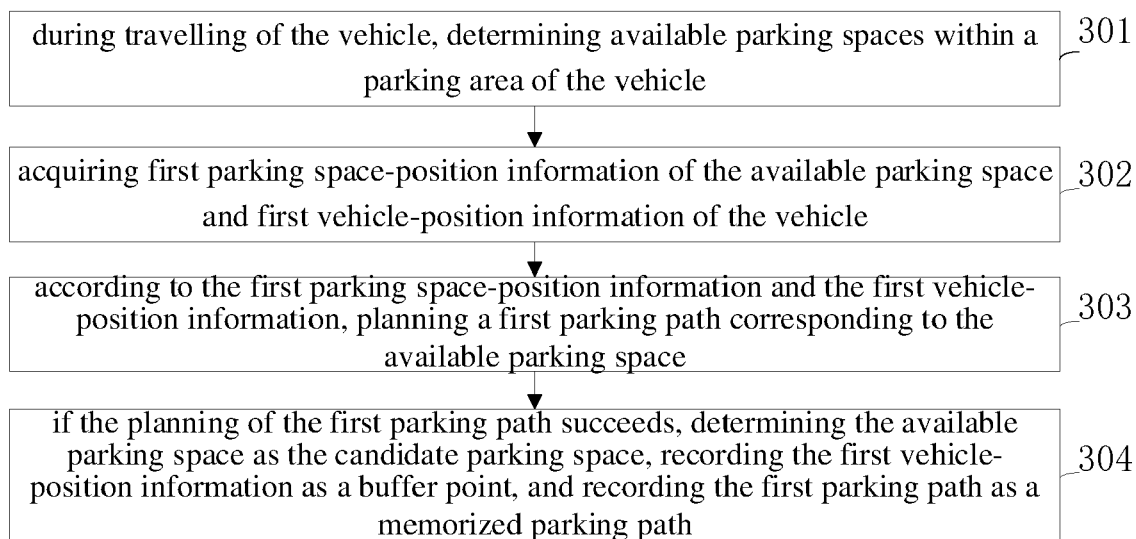 during travelling of the vehicle, determining available parking spaces within a
parking area of the vehicle
301
acquiring first parking space-position information of the available parking space
and first vehicle-position information of the vehicle
302
according to the first parking space-position information and the first vehicle-
position information, planning a first parking path corresponding to the
available parking space
303
if the planning of the first parking path succeeds, determining the available
parking space as the candidate parking space, recording the first vehicle-
position information as a buffer point, and recording the first parking path as a
memorized parking path
304